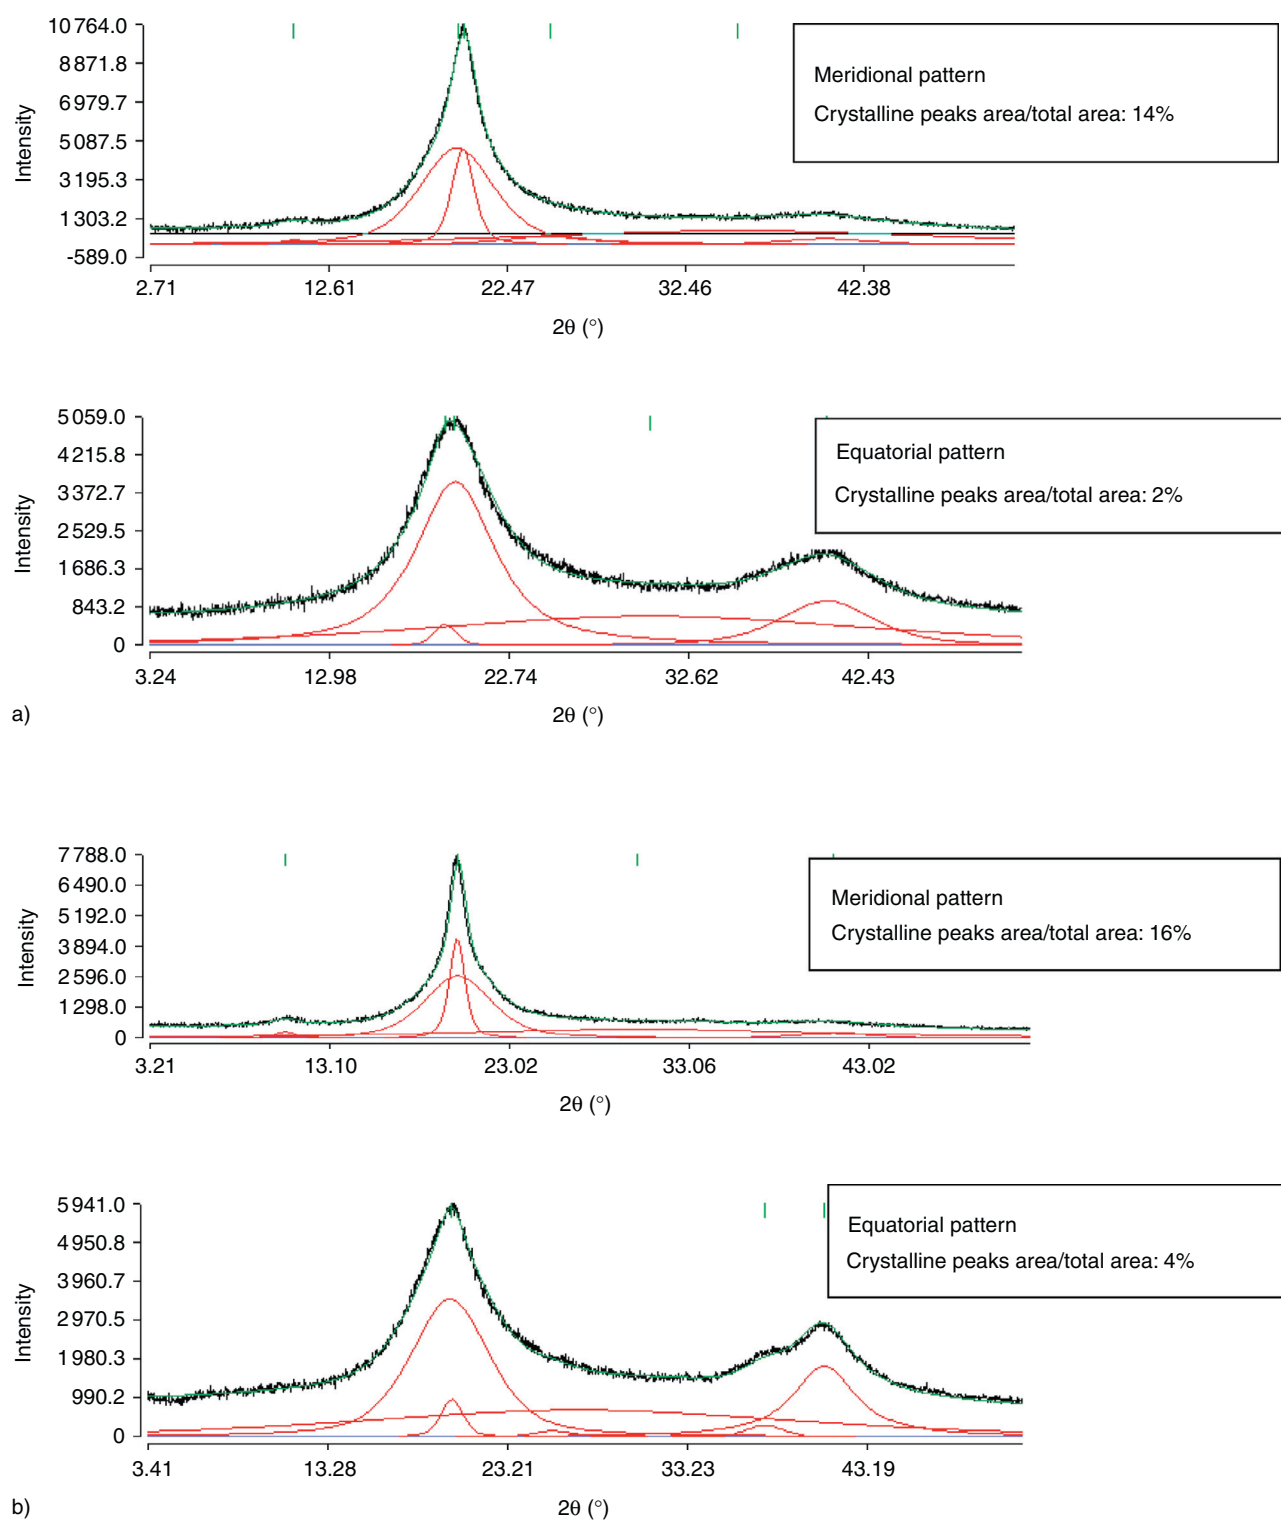 10 764.0
8 871.8
6 979.7
5 087.5
3 195.3
1 303.2
-589.0
Intensity
2.71 12.61 22.47 32.46 42.38
2θ (°)
Meridional pattern
Crystalline peaks area/total area: 14%
5 059.0
4 215.8
3 372.7
2 529.5
1 686.3
843.2
0
Intensity
3.24 12.98 22.74 32.62 42.43
2θ (°)
Equatorial pattern
Crystalline peaks area/total area: 2%
a)
7 788.0
6 490.0
5 192.0
3 894.0
2 596.0
1 298.0
0
Intensity
3.21 13.10 23.02 33.06 43.02
2θ (°)
Meridional pattern
Crystalline peaks area/total area: 16%
5 941.0
4 950.8
3 960.7
2 970.5
1 980.3
990.2
0
Intensity
3.41 13.28 23.21 33.23 43.19
2θ (°)
Equatorial pattern
Crystalline peaks area/total area: 4%
b)